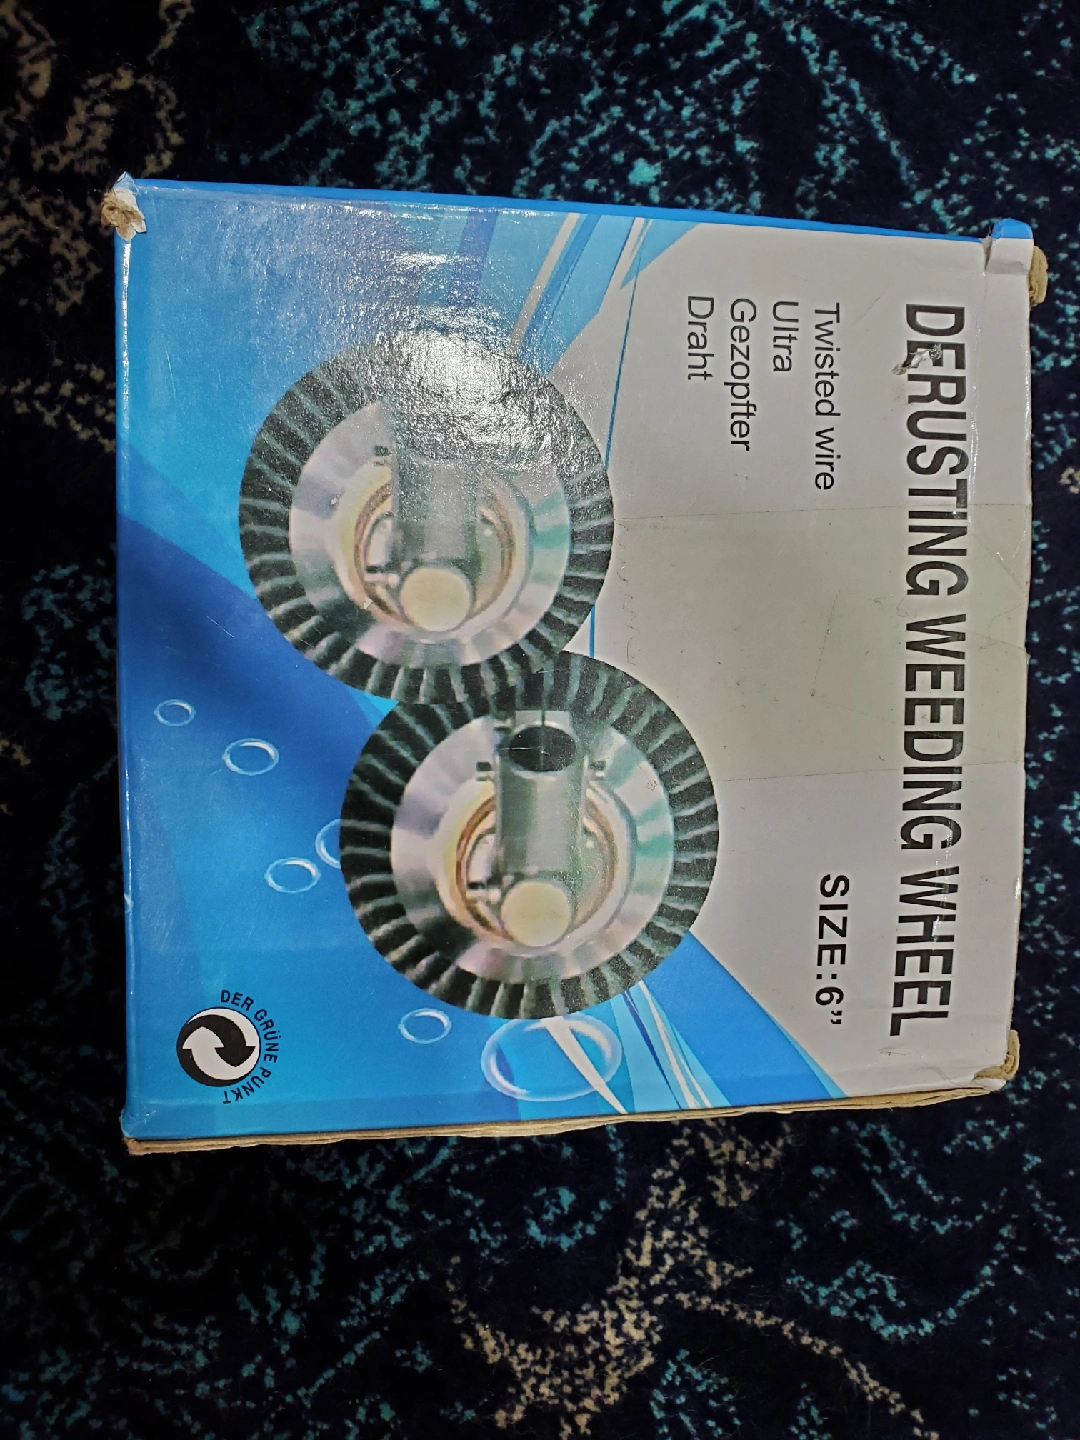 DERUSTING WEEDING WHEEL
Twisted wire
Ultra
Gezopfter
Draht
SIZE:6”
DER GRÜNE PUNKT